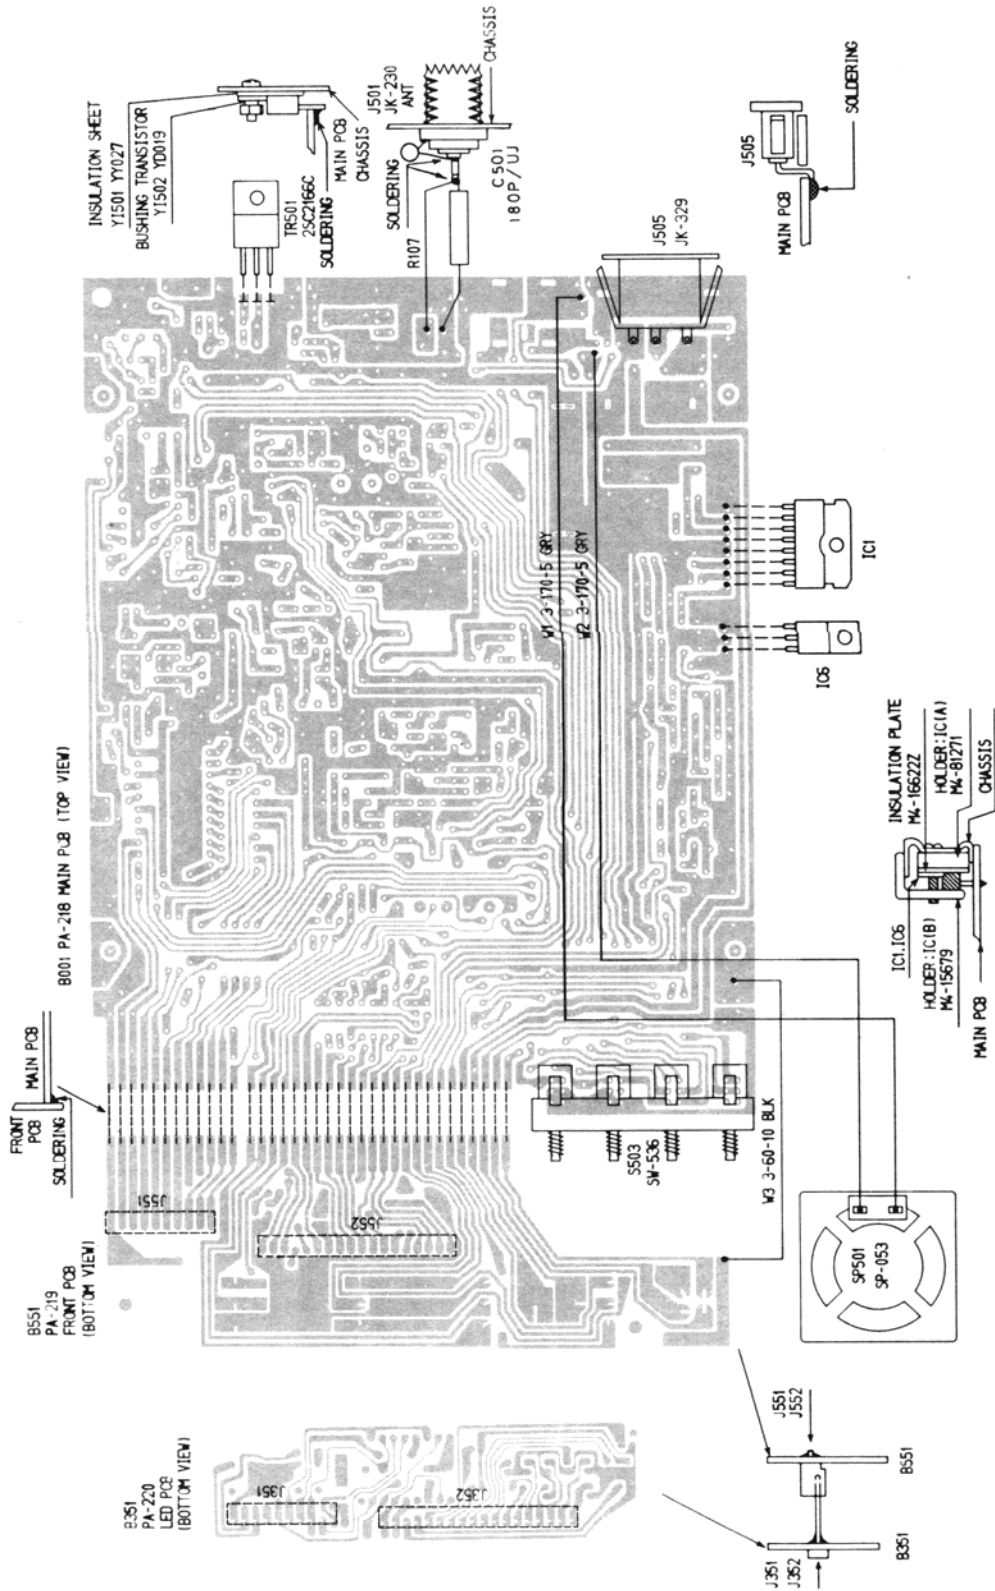 INSULATION SHEET
YI501 YY027
BUSHING TRANSISTOR
YI502 YD019
TR501
2SC2166C
SOLDERING
MAIN PCB
CHASSIS
J501
JK-230
ANT
CHASSIS
SOLDERING
R107
C501
180P/UJ
J505
JK-329
J505
MAIN PCB
SOLDERING
B001 PA-218 MAIN PCB (TOP VIEW)
W1 3-170-5 GRY
W2 3-170-5 GRY
IC1
IC6
INSULATION PLATE
M4-16622Z
HOLDER:IC(A)
M4-81271
CHASSIS
IC1.IC6
HOLDER:IC(B)
M4-15679
MAIN PCB
FRONT
PCB
MAIN PCB
SOLDERING
J551
J552
B551
PA-219
FRONT PCB
(BOTTOM VIEW)
S503
SW-536
W3 3-60-10 BLK
SP501
SP-053
B351
PA-220
LED PCB
(BOTTOM VIEW)
J351
J352
J551
J552
B551
J351
J352
B351